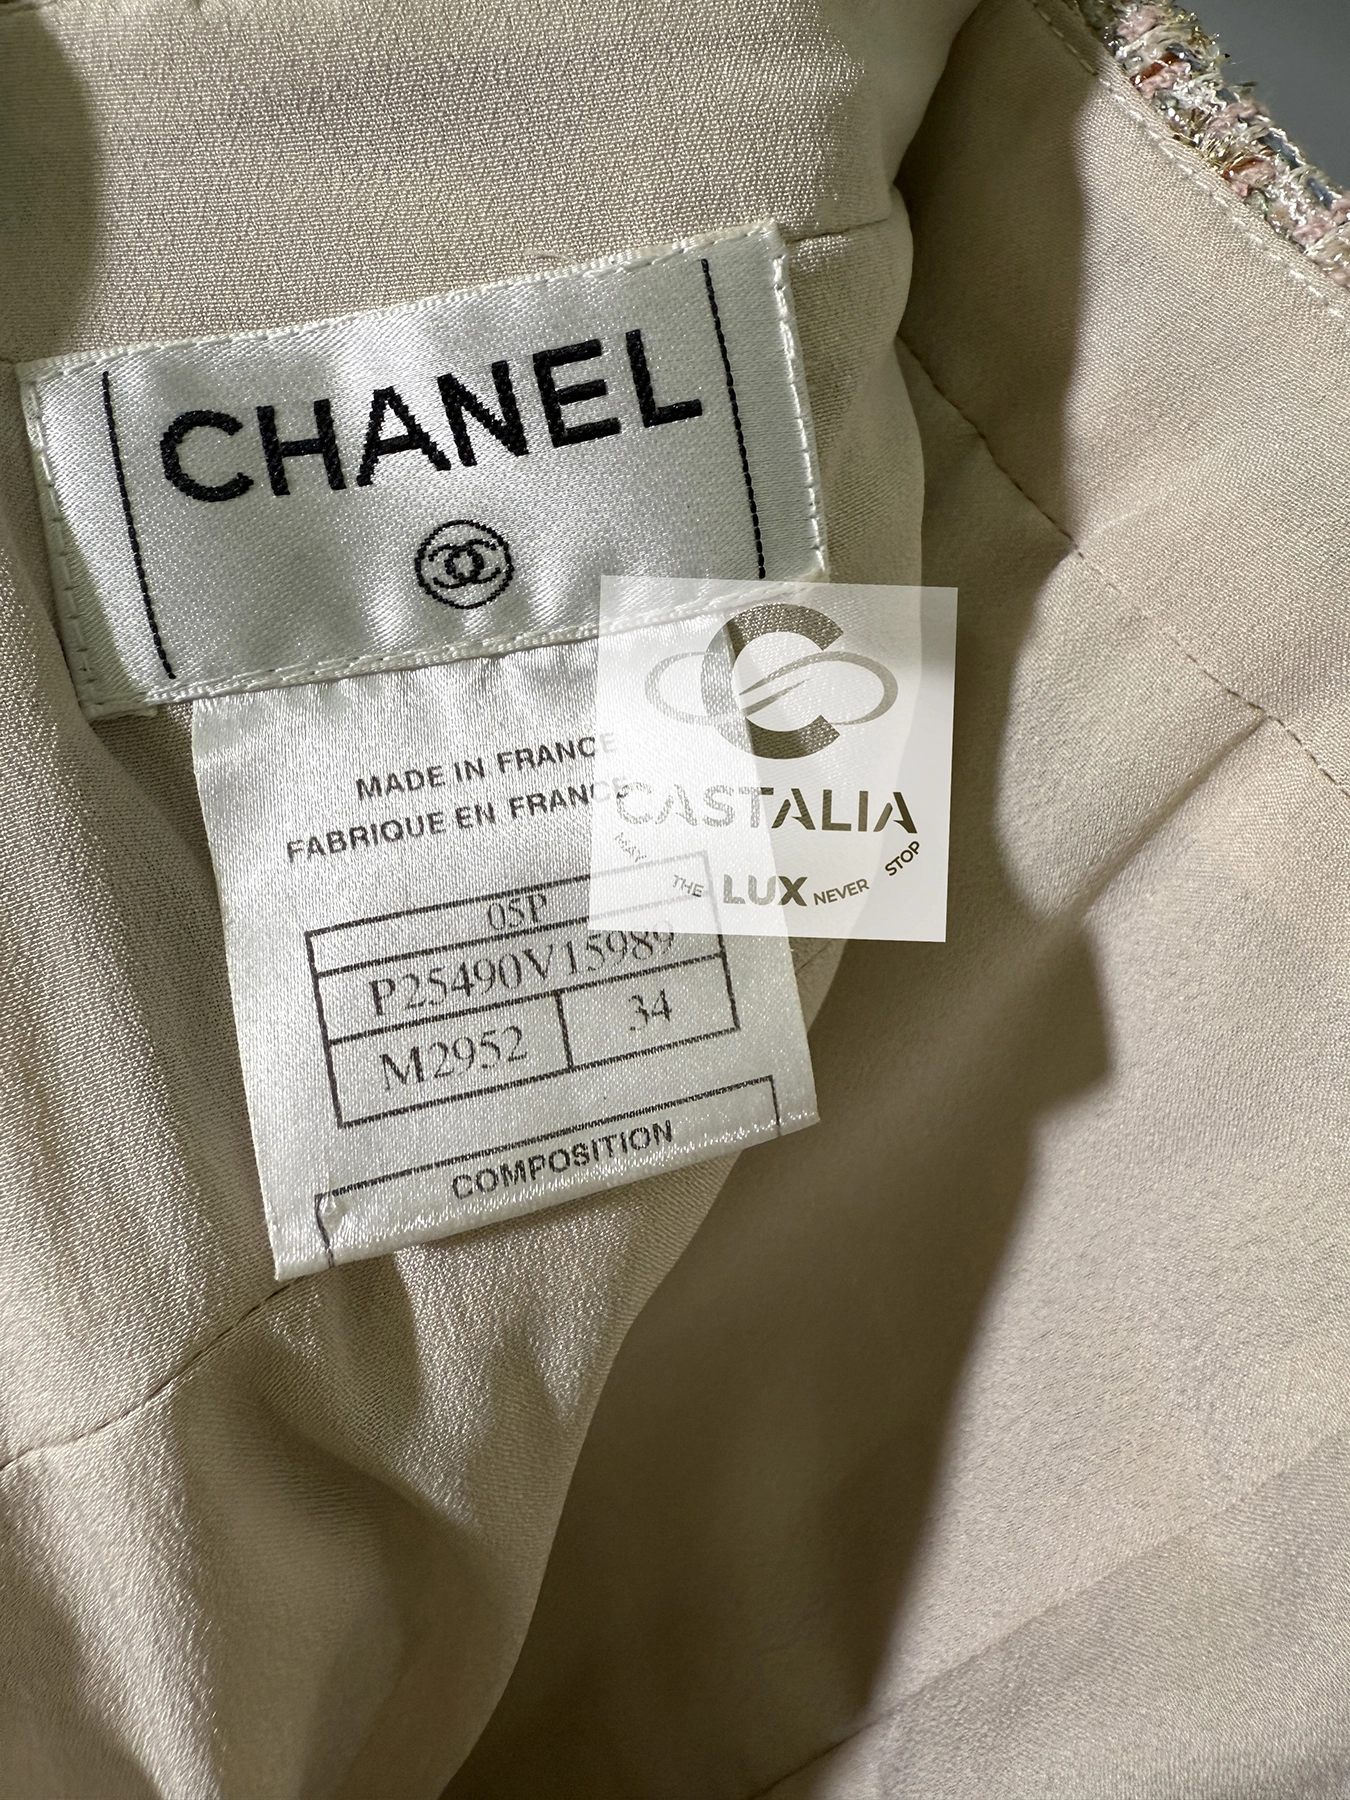 CHANEL
MADE IN FRANCE
FABRIQUE EN FRANCE
05P
P25490V15989
M2952
34
COMPOSITION
CASTALIA
MAY THE LUX NEVER STOP